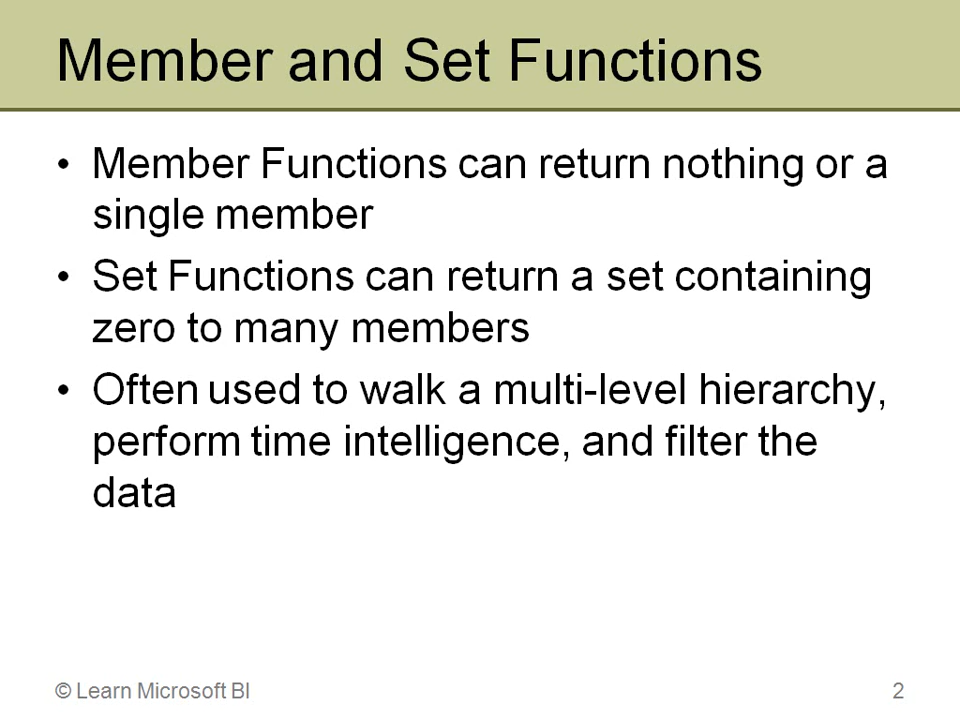 Member and Set Functions
• Member Functions can return nothing or a
single member
• Set Functions can return a set containing
zero to many members
• Often used to walk a multi-level hierarchy,
perform time intelligence, and filter the
data
© Learn Microsoft BI
2